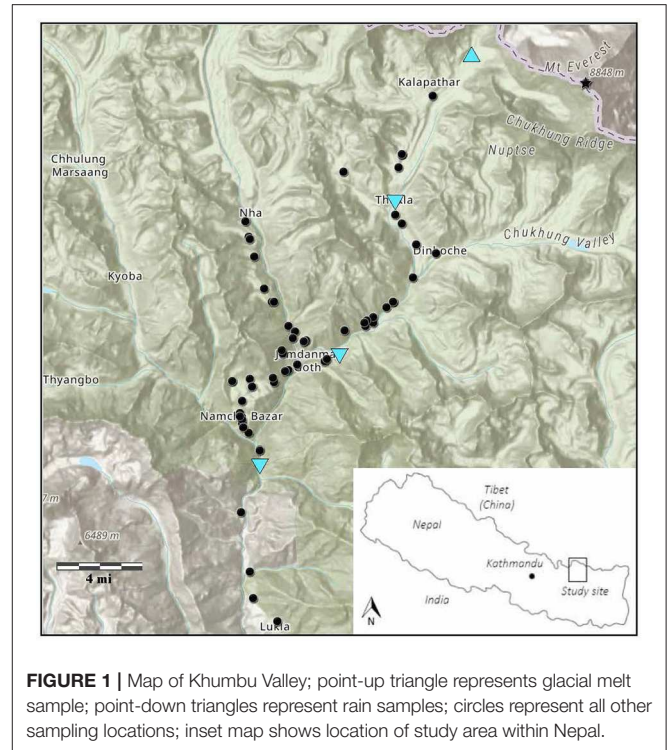 Mt Everest
8848 m
Kalapathar
Chukhung Ridge
Nuptse
Chhulung
Marsaang
Nha
Chukhung Valley
Dingboche
Kyoba
Thyangbo
Namche Bazar
7 m
6489 m
4 mi
Lukla
Tibet
(China)
Nepal
Kathmandu
India
Study site
N
FIGURE 1 | Map of Khumbu Valley; point-up triangle represents glacial melt
sample; point-down triangles represent rain samples; circles represent all other
sampling locations; inset map shows location of study area within Nepal.